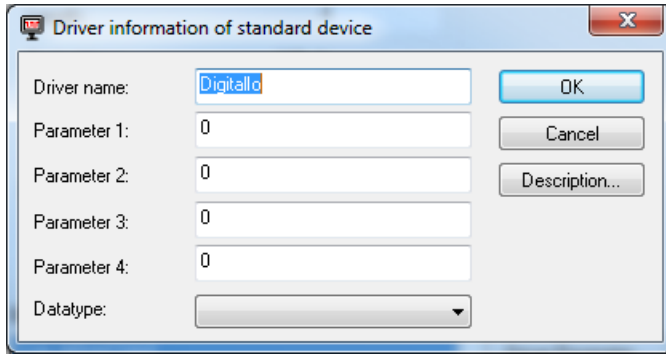 Driver information of standard device
Driver name: DigitalIo OK
Parameter 1: 0 Cancel
Parameter 2: 0 Description...
Parameter 3: 0
Parameter 4: 0
Datatype: